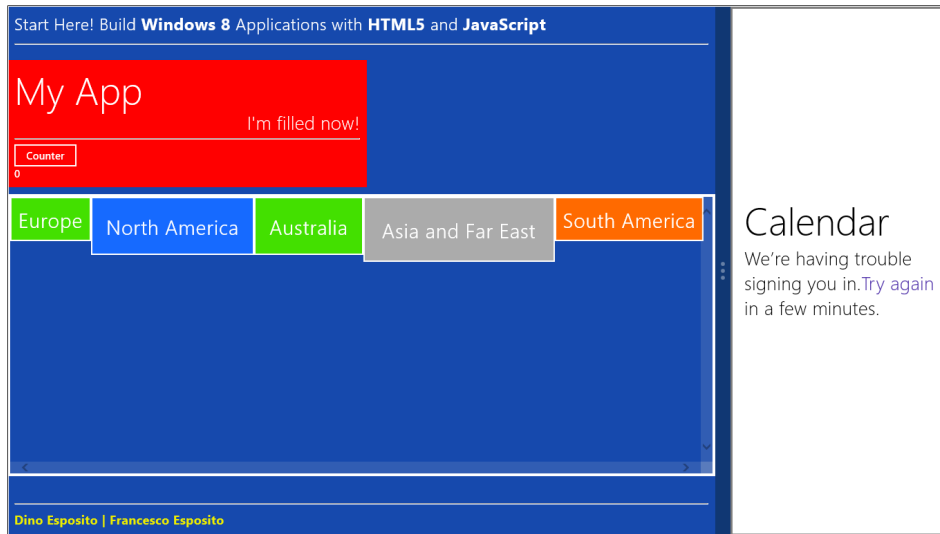 Start Here! Build Windows 8 Applications with HTML5 and JavaScript
My App
I'm filled now!
Counter
0
Europe
North America
Australia
Asia and Far East
South America
Dino Esposito | Francesco Esposito
Calendar
We’re having trouble
signing you in.Try again
in a few minutes.